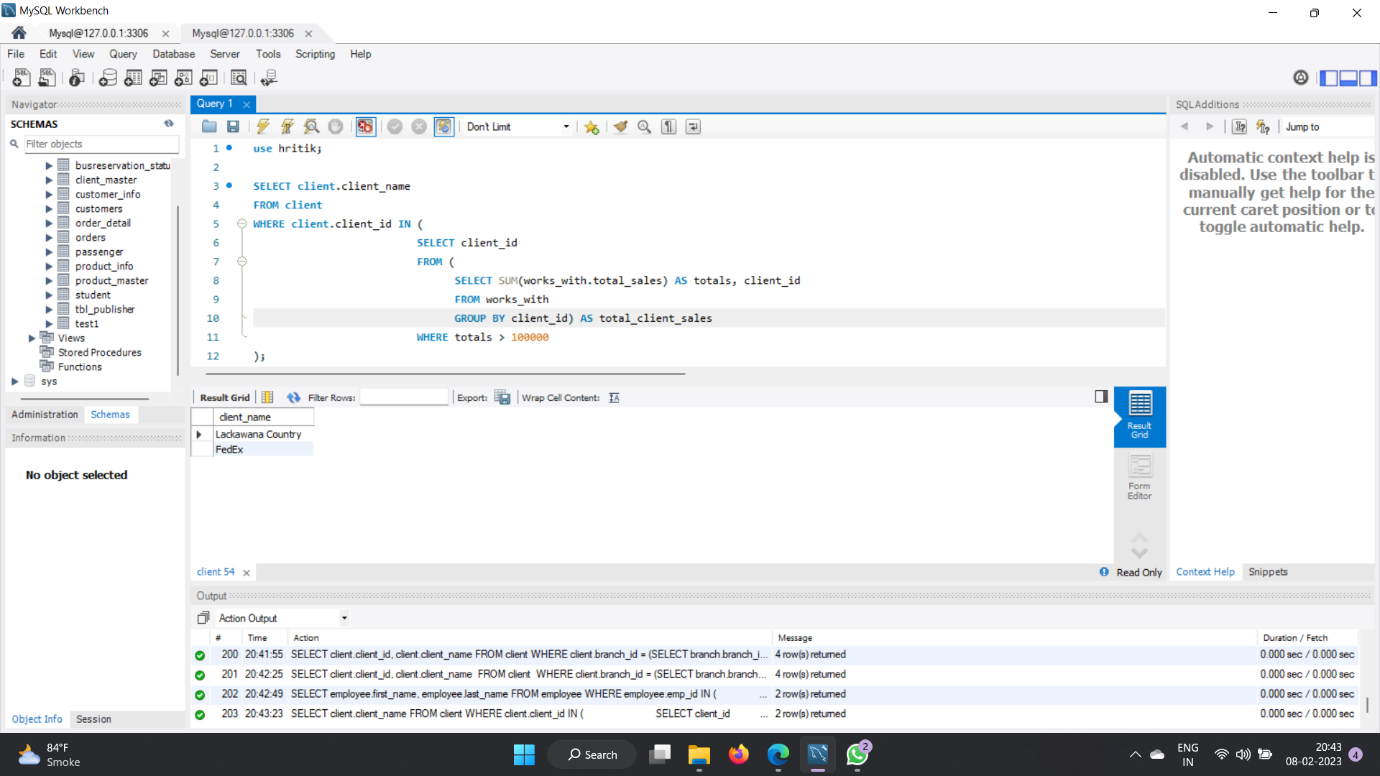 MySQL Workbench
Mysql@127.0.0.1:3306 Mysql@127.0.0.1:3306
File Edit View Query Database Server Tools Scripting Help
Navigator
SCHEMAS
Filter objects
busreservation_statu
client_master
customer_info
customers
order_detail
orders
passenger
product_info
product_master
student
tbl_publisher
test1
Views
Stored Procedures
Functions
sys
Administration Schemas
Information
No object selected
Object Info Session
Query 1
Don't Limit
1 use hritik;
2
3 SELECT client.client_name
4 FROM client
5 WHERE client.client_id IN (
6 SELECT client_id
7 FROM (
8 SELECT SUM(works_with.total_sales) AS totals, client_id
9 FROM works_with
10 GROUP BY client_id) AS total_client_sales
11 WHERE totals > 100000
12 );
Result Grid Filter Rows: Export: Wrap Cell Content:
client_name
Lackawana Country
FedEx
Result
Grid
Form
Editor
client 54
Read Only
SQLAdditions
Jump to
Automatic context help is
disabled. Use the toolbar t
manually get help for the
current caret position or to
toggle automatic help.
Context Help Snippets
Output
Action Output
# Time Action Message Duration / Fetch
200 20:41:55 SELECT client.client_id, client.client_name FROM client WHERE client.branch_id = (SELECT branch.branch_i... 4 row(s) returned 0.000 sec / 0.000 sec
201 20:42:25 SELECT client.client_id, client.client_name FROM client WHERE client.branch_id = (SELECT branch.branch... 4 row(s) returned 0.000 sec / 0.000 sec
202 20:42:49 SELECT employee.first_name, employee.last_name FROM employee WHERE employee.emp_id IN ( ... 2 row(s) returned 0.000 sec / 0.000 sec
203 20:43:23 SELECT client.client_name FROM client WHERE client.client_id IN ( SELECT client_id ... 2 row(s) returned 0.000 sec / 0.000 sec
84°F
Smoke
Search
2
ENG
IN
20:43
08-02-2023
4